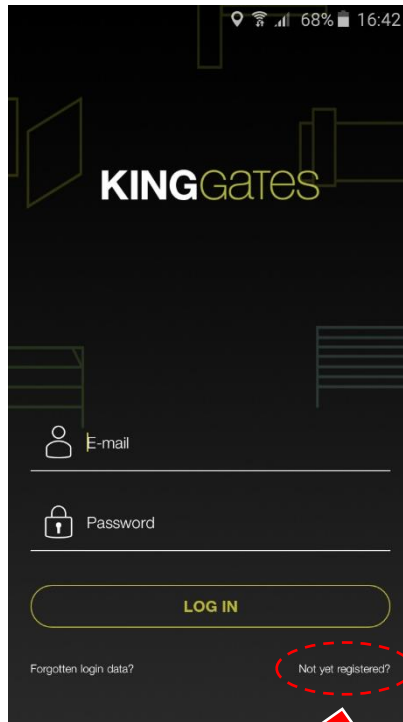 68% 16:42
KINGGATES
E-mail
Password
LOG IN
Forgotten login data? Not yet registered?